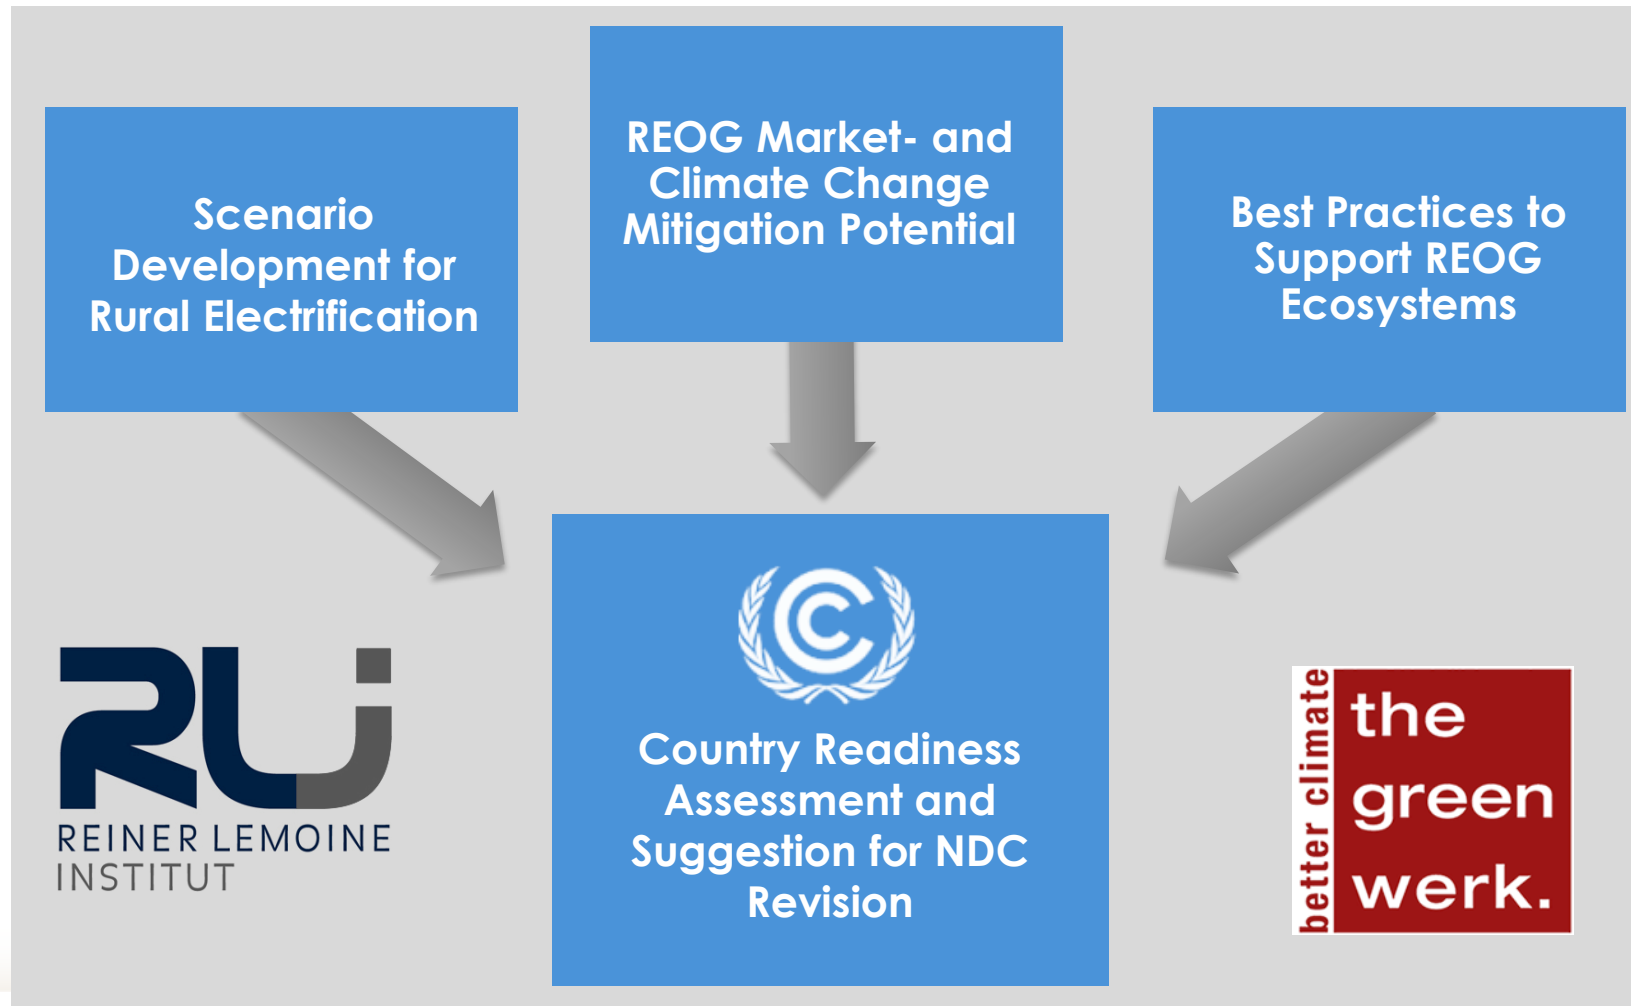 Scenario
Development for
Rural Electrification
REOG Market- and
Climate Change
Mitigation Potential
Best Practices to
Support REOG
Ecosystems
Country Readiness
Assessment and
Suggestion for NDC
Revision
RLI
REINER LEMOINE
INSTITUT
better climate
the
green
werk.